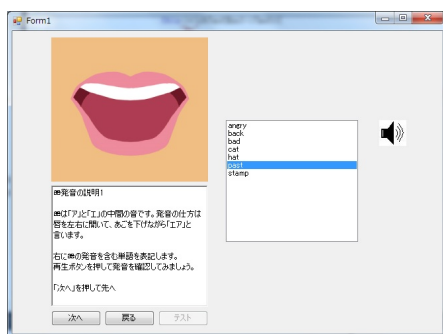 Form1
æ発音の説明1
æは「ア」と「エ」の中間の音です。発音の仕方は
唇を左右に開いて、あごを下げながら「エア」と
言います。
右にæの発音を含む単語を表記します。
再生ボタンを押して発音を確認してみましょう。
「次へ」を押して先へ
次へ
戻る
テスト
angry
back
bad
cat
hat
past
stamp